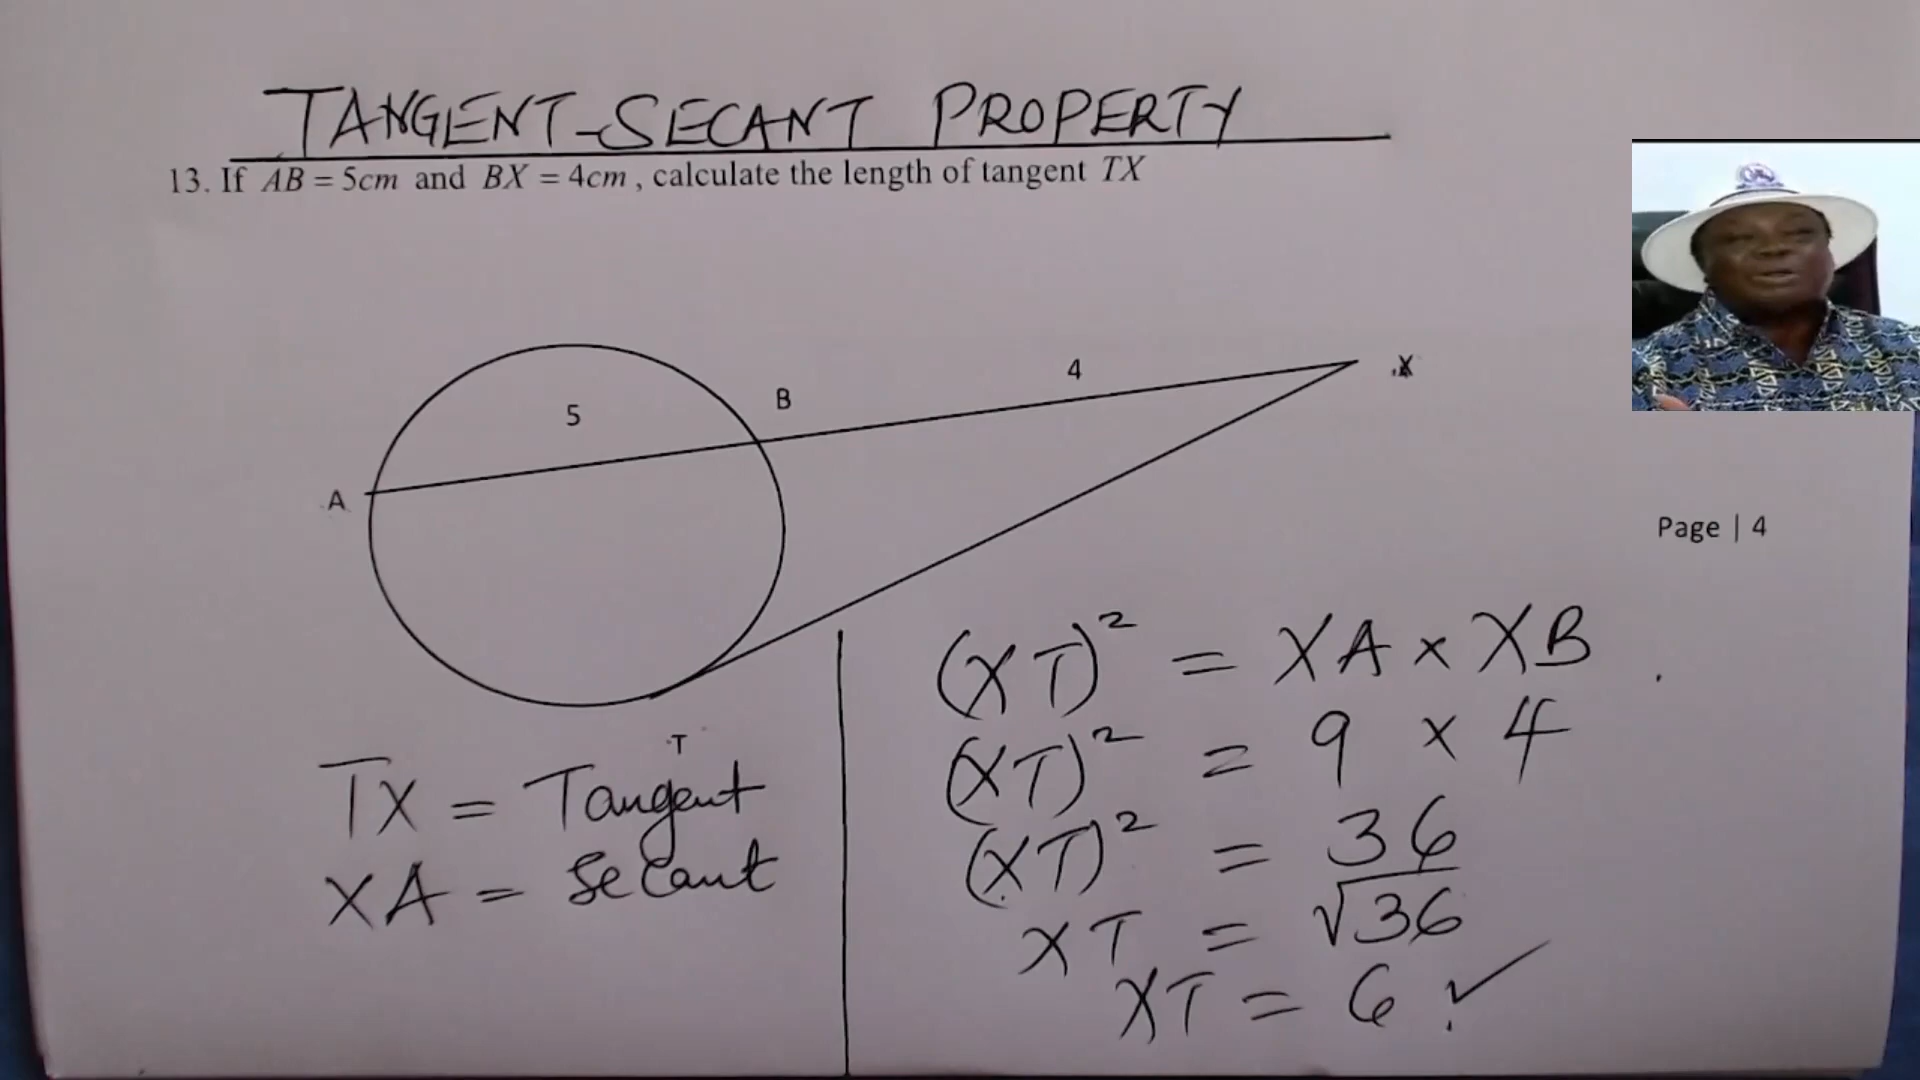 TANGENT-SECANT PROPERTY
13. If AB = 5cm and BX = 4cm, calculate the length of tangent TX
4
X
B
5
A
Page | 4
T
TX = Tangent
XA = Secant
(XT)² = XA × XB
(XT)² = 9 × 4
(XT)² = 36
XT = √36
XT = 6 ✓